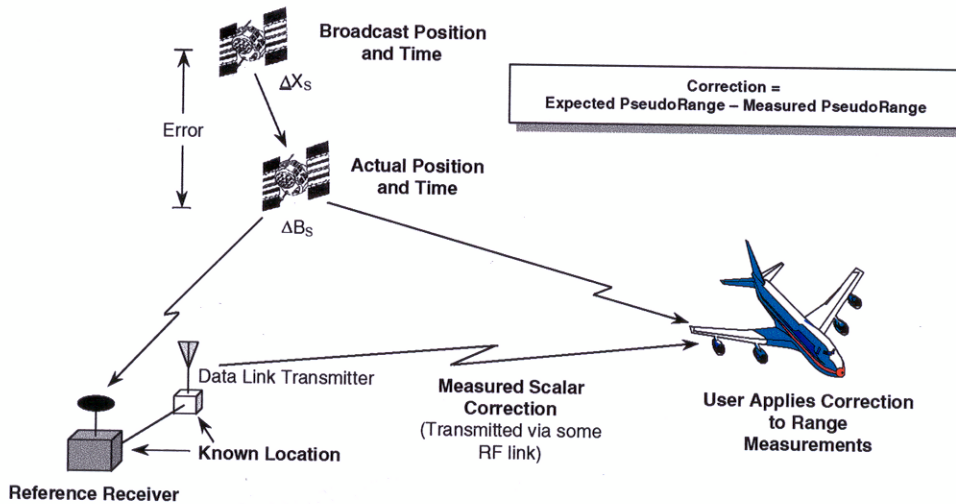 Broadcast Position
and Time
ΔXS
Correction =
Expected PseudoRange – Measured PseudoRange
Error
Actual Position
and Time
ΔBS
Data Link Transmitter
Measured Scalar
Correction
(Transmitted via some
RF link)
User Applies Correction
to Range
Measurements
Known Location
Reference Receiver